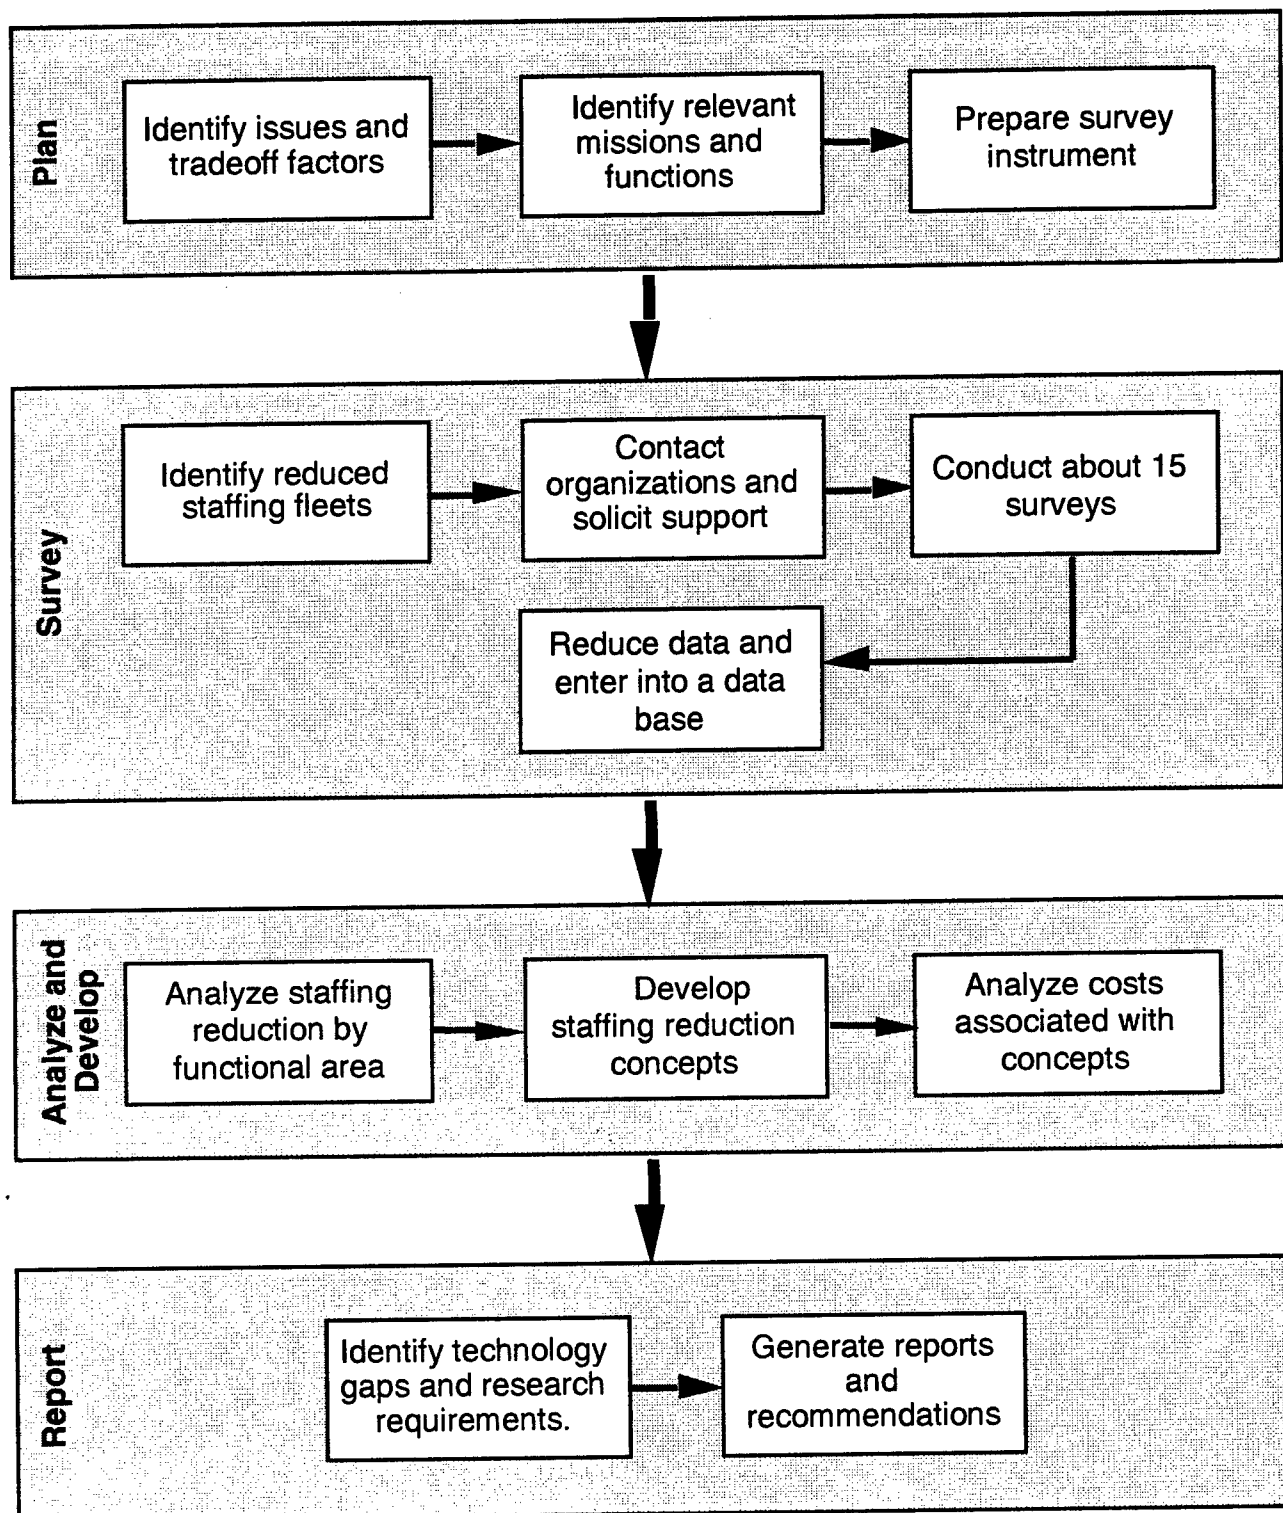 Plan
Identify issues and
tradeoff factors
Identify relevant
missions and
functions
Prepare survey
instrument
Survey
Identify reduced
staffing fleets
Contact
organizations and
solicit support
Conduct about 15
surveys
Reduce data and
enter into a data
base
Analyze and
Develop
Analyze staffing
reduction by
functional area
Develop
staffing reduction
concepts
Analyze costs
associated with
concepts
Report
Identify technology
gaps and research
requirements.
Generate reports
and
recommendations